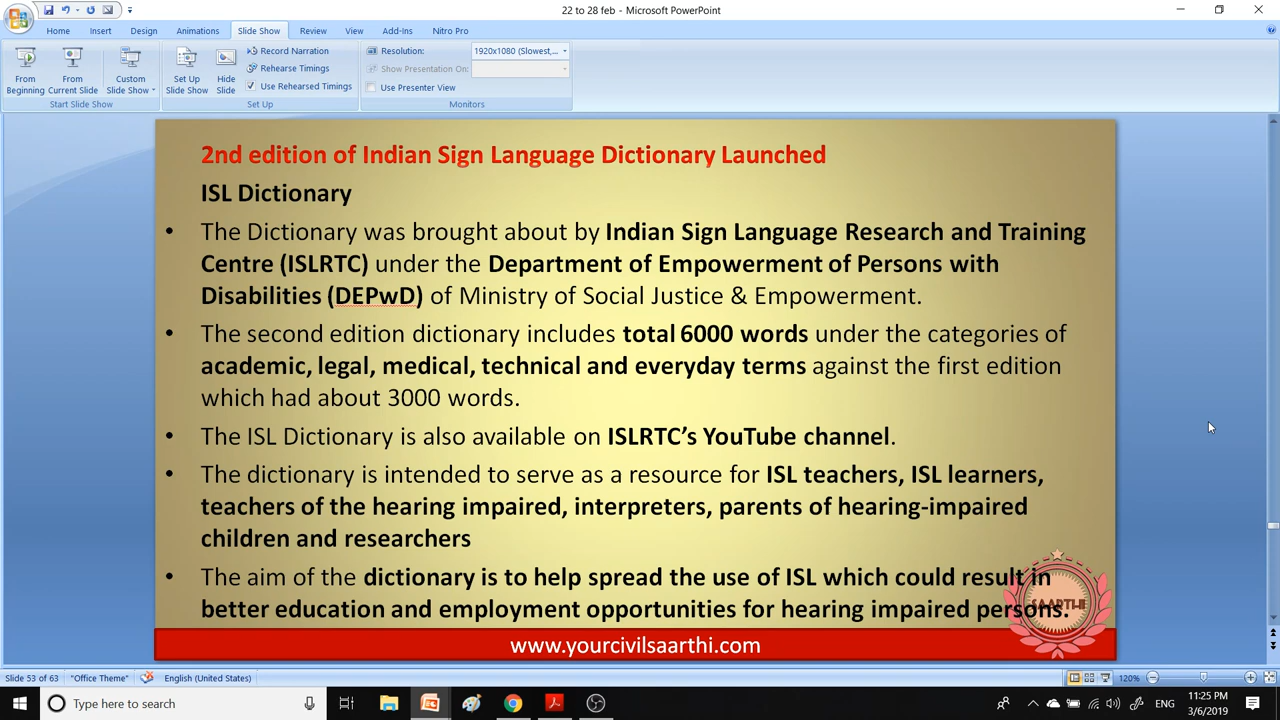 22 to 28 feb - Microsoft PowerPoint
Home Insert Design Animations Slide Show Review View Add-Ins Nitro Pro
From Beginning
From Current Slide
Custom Slide Show
Start Slide Show
Set Up Slide Show
Hide Slide
Record Narration
Rehearse Timings
Use Rehearsed Timings
Set Up
Resolution: 1920x1080 (Slowest,...
Show Presentation On:
Use Presenter View
Monitors
2nd edition of Indian Sign Language Dictionary Launched
ISL Dictionary
• The Dictionary was brought about by Indian Sign Language Research and Training
Centre (ISLRTC) under the Department of Empowerment of Persons with
Disabilities (DEPwD) of Ministry of Social Justice & Empowerment.
• The second edition dictionary includes total 6000 words under the categories of
academic, legal, medical, technical and everyday terms against the first edition
which had about 3000 words.
• The ISL Dictionary is also available on ISLRTC’s YouTube channel.
• The dictionary is intended to serve as a resource for ISL teachers, ISL learners,
teachers of the hearing impaired, interpreters, parents of hearing-impaired
children and researchers
• The aim of the dictionary is to help spread the use of ISL which could result in
better education and employment opportunities for hearing impaired persons.
SAARTHI
www.yourcivilsaarthi.com
Slide 53 of 63 "Office Theme" English (United States) 120%
Type here to search
ENG
11:25 PM
3/6/2019